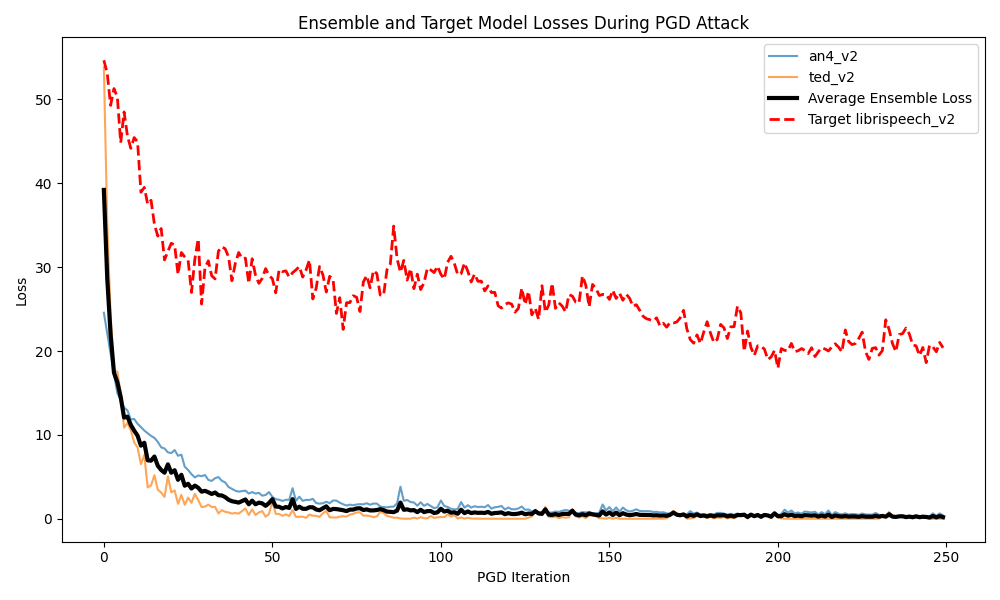 Ensemble and Target Model Losses During PGD Attack
an4_v2
ted_v2
Average Ensemble Loss
Target librispeech_v2
Loss
50
40
30
20
10
0
0 50 100 150 200 250
PGD Iteration